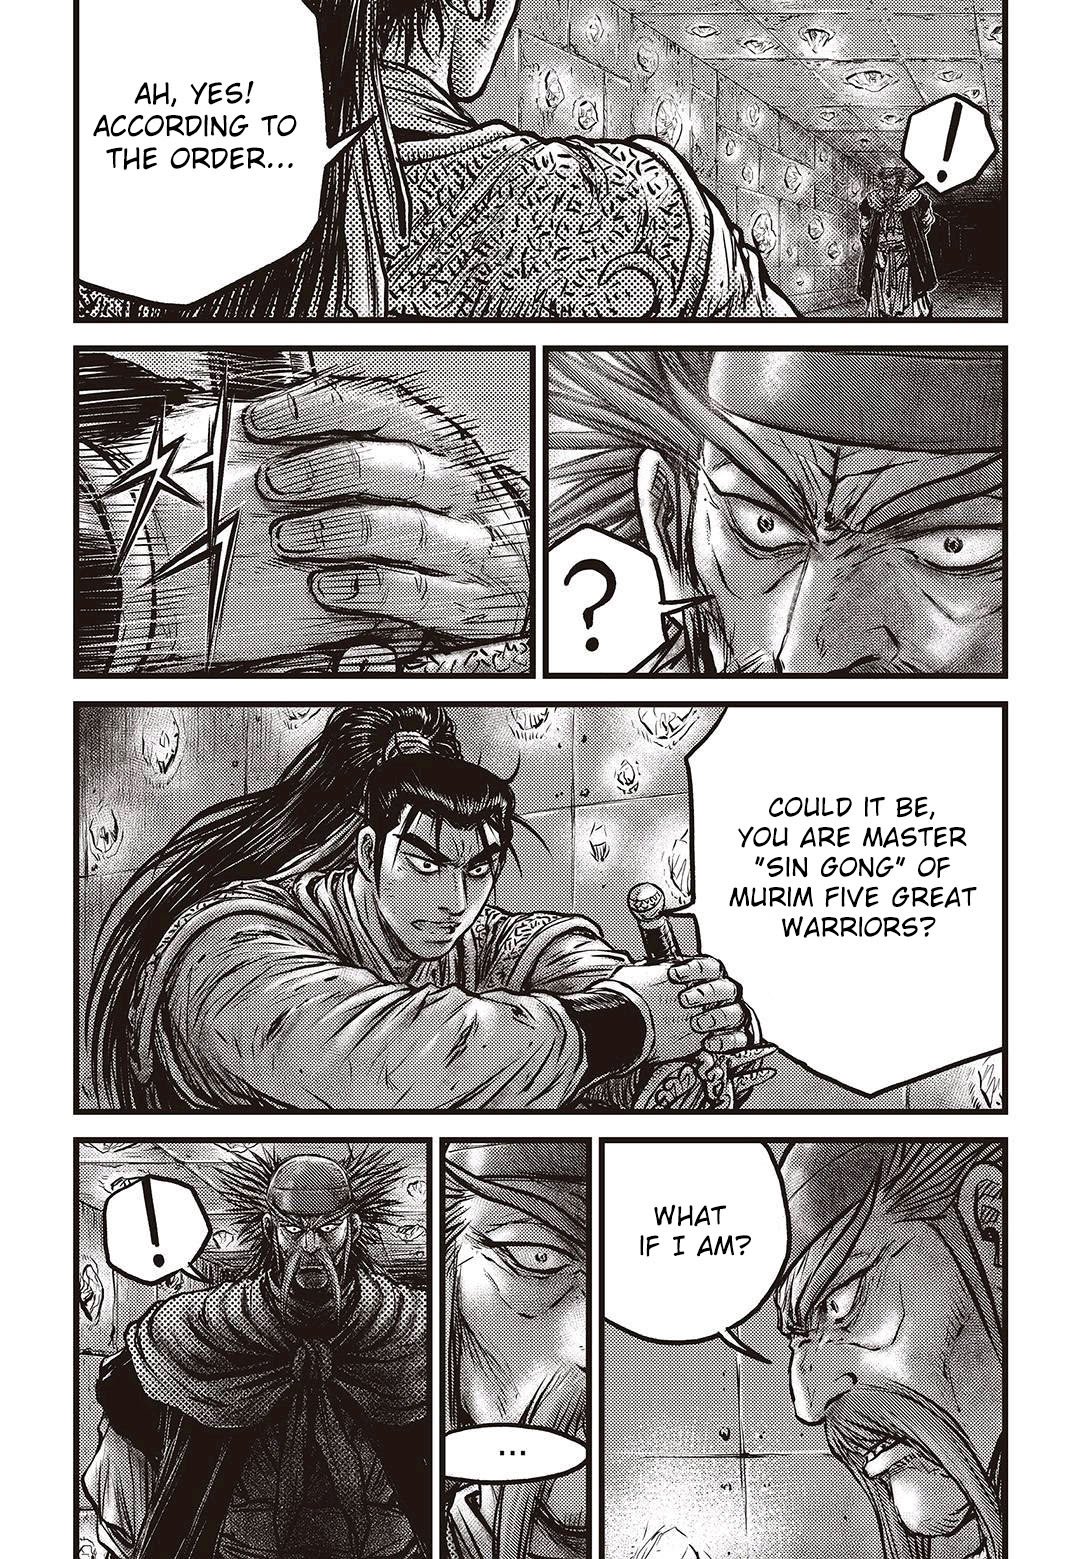 AH, YES!
ACCORDING TO
THE ORDER...
!
?
COULD IT BE,
YOU ARE MASTER
"SIN GONG" OF
MURIM FIVE GREAT
WARRIORS?
!
...
WHAT
IF I AM?